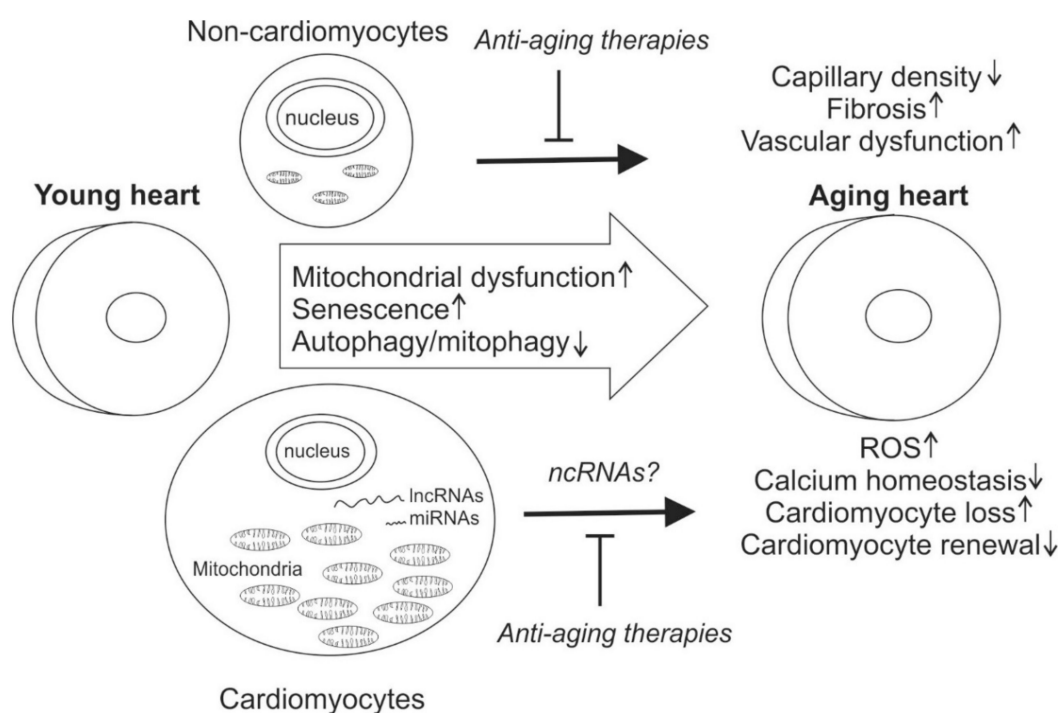 Non-cardiomyocytes
nucleus
Anti-aging therapies
Capillary density↓
Fibrosis↑
Vascular dysfunction↑
Young heart
Aging heart
Mitochondrial dysfunction↑
Senescence↑
Autophagy/mitophagy↓
nucleus
lncRNAs
miRNAs
Mitochondria
ncRNAs?
Anti-aging therapies
ROS↑
Calcium homeostasis↓
Cardiomyocyte loss↑
Cardiomyocyte renewal↓
Cardiomyocytes